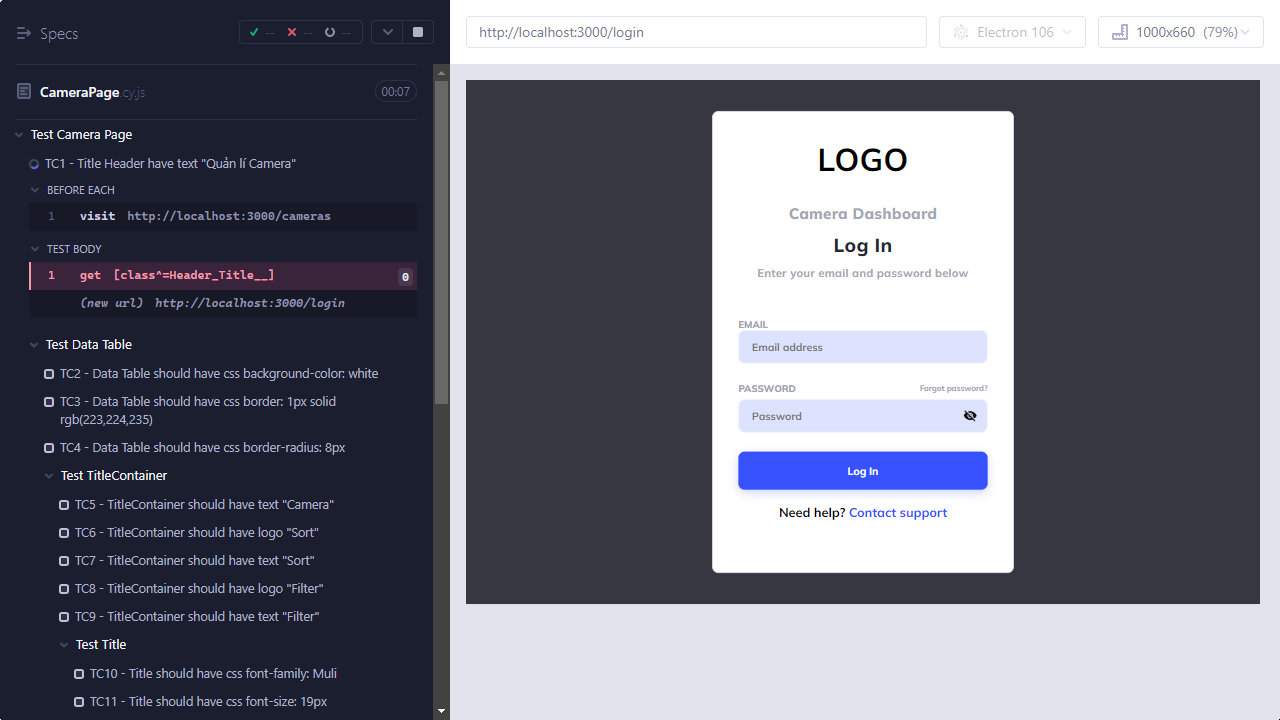 Specs
--
--
--
CameraPage.cy.js
00:07
Test Camera Page
TC1 - Title Header have text "Quản lí Camera"
BEFORE EACH
1 visit http://localhost:3000/cameras
TEST BODY
1 get [class^=Header_Title__] 0
(new url) http://localhost:3000/login
Test Data Table
TC2 - Data Table should have css background-color: white
TC3 - Data Table should have css border: 1px solid
rgb(223,224,235)
TC4 - Data Table should have css border-radius: 8px
Test TitleContainer
TC5 - TitleContainer should have text "Camera"
TC6 - TitleContainer should have logo "Sort"
TC7 - TitleContainer should have text "Sort"
TC8 - TitleContainer should have logo "Filter"
TC9 - TitleContainer should have text "Filter"
Test Title
TC10 - Title should have css font-family: Muli
TC11 - Title should have css font-size: 19px
http://localhost:3000/login
Electron 106
1000x660 (79%)
LOGO
Camera Dashboard
Log In
Enter your email and password below
EMAIL
Email address
PASSWORD Forgot password?
Password
Log In
Need help? Contact support